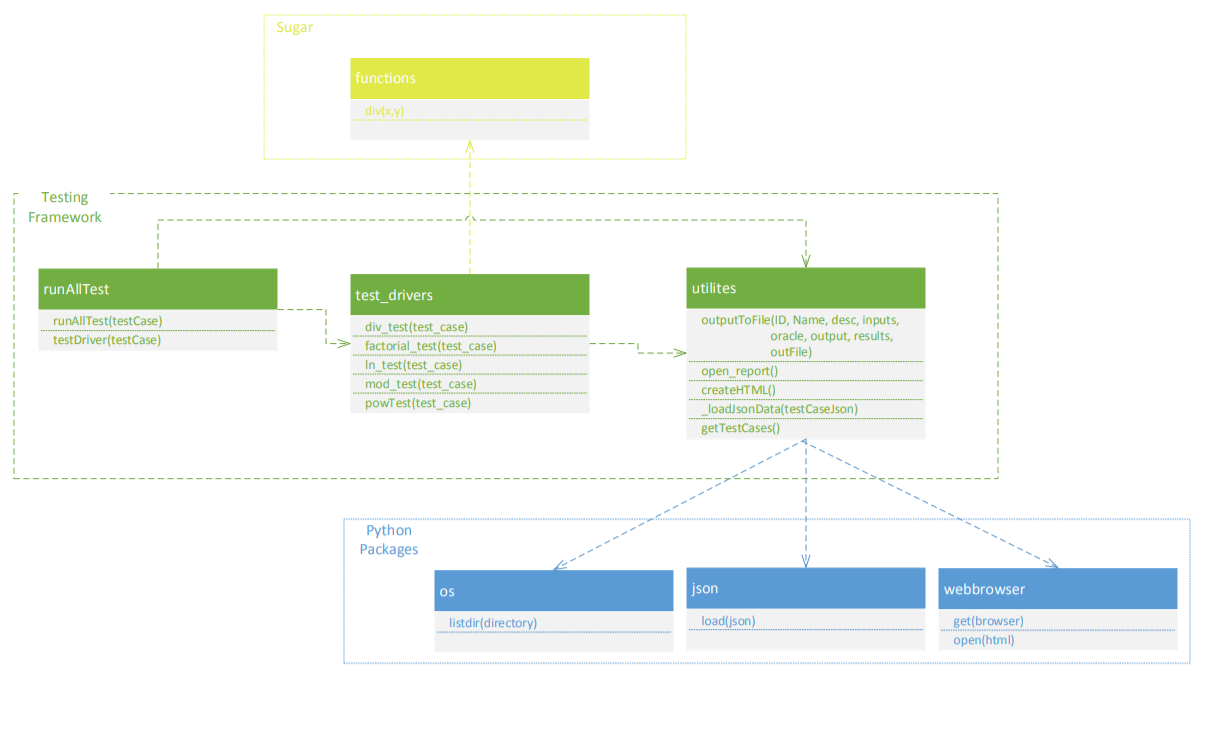 Sugar
functions
div(x,y)
Testing
Framework
runAllTest
runAllTest(testCase)
testDriver(testCase)
test_drivers
div_test(test_case)
factorial_test(test_case)
ln_test(test_case)
mod_test(test_case)
powTest(test_case)
utilites
outputToFile(ID, Name, desc, inputs,
oracle, output, results,
outFile)
open_report()
createHTML()
_loadJsonData(testCaseJson)
getTestCases()
Python
Packages
os
listdir(directory)
json
load(json)
webbrowser
get(browser)
open(html)